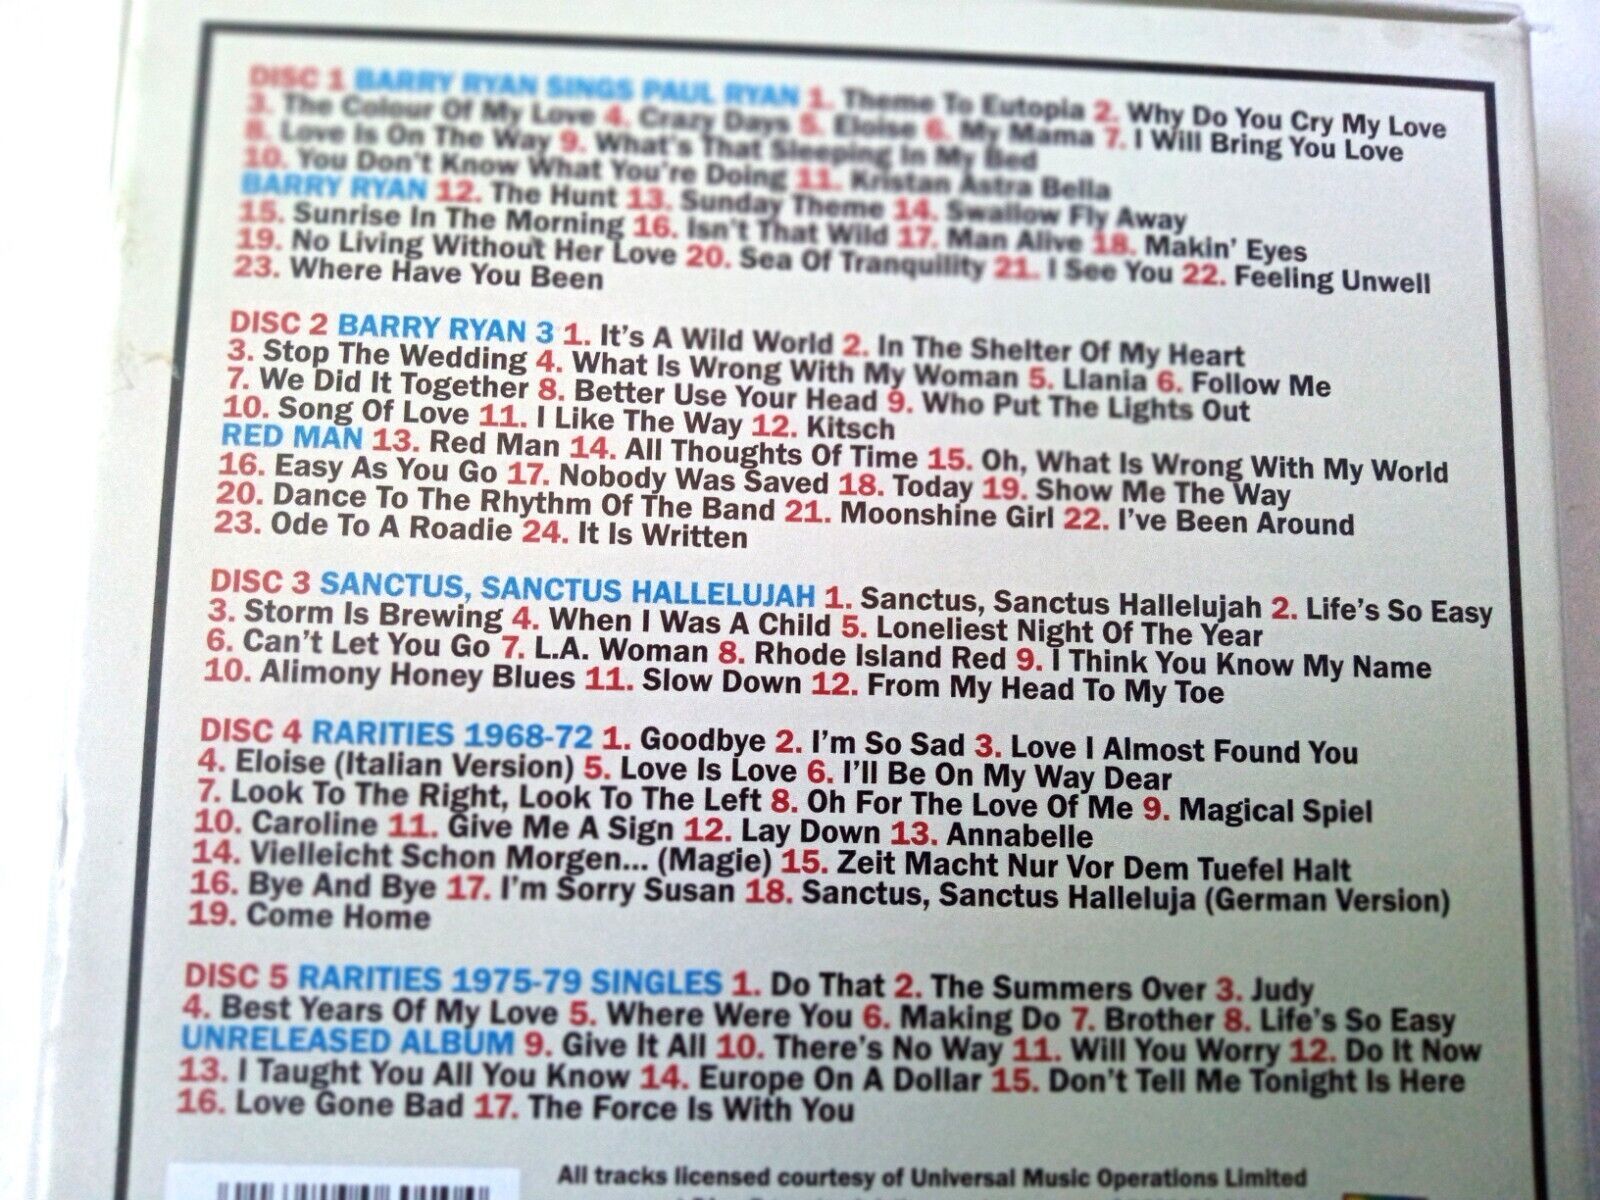 DISC 1 BARRY RYAN SINGS PAUL RYAN 1. Theme To Eutopia 2. Why Do You Cry My Love
3. The Colour Of My Love 4. Crazy Days 5. Eloise 6. My Mama 7. I Will Bring You Love
8. Love Is On The Way 9. What's That Sleeping In My Bed
10. You Don't Know What You're Doing 11. Kristan Astra Bella
BARRY RYAN 12. The Hunt 13. Sunday Theme 14. Swallow Fly Away
15. Sunrise In The Morning 16. Isn't That Wild 17. Man Alive 18. Makin' Eyes
19. No Living Without Her Love 20. Sea Of Tranquility 21. I See You 22. Feeling Unwell
23. Where Have You Been
DISC 2 BARRY RYAN 3 1. It's A Wild World 2. In The Shelter Of My Heart
3. Stop The Wedding 4. What Is Wrong With My Woman 5. Llania 6. Follow Me
7. We Did It Together 8. Better Use Your Head 9. Who Put The Lights Out
10. Song Of Love 11. I Like The Way 12. Kitsch
RED MAN 13. Red Man 14. All Thoughts Of Time 15. Oh, What Is Wrong With My World
16. Easy As You Go 17. Nobody Was Saved 18. Today 19. Show Me The Way
20. Dance To The Rhythm Of The Band 21. Moonshine Girl 22. I've Been Around
23. Ode To A Roadie 24. It Is Written
DISC 3 SANCTUS, SANCTUS HALLELUJAH 1. Sanctus, Sanctus Hallelujah 2. Life's So Easy
3. Storm Is Brewing 4. When I Was A Child 5. Loneliest Night Of The Year
6. Can't Let You Go 7. L.A. Woman 8. Rhode Island Red 9. I Think You Know My Name
10. Alimony Honey Blues 11. Slow Down 12. From My Head To My Toe
DISC 4 RARITIES 1968-72 1. Goodbye 2. I'm So Sad 3. Love I Almost Found You
4. Eloise (Italian Version) 5. Love Is Love 6. I'll Be On My Way Dear
7. Look To The Right, Look To The Left 8. Oh For The Love Of Me 9. Magical Spiel
10. Caroline 11. Give Me A Sign 12. Lay Down 13. Annabelle
14. Vielleicht Schon Morgen... (Magie) 15. Zeit Macht Nur Vor Dem Tuefel Halt
16. Bye And Bye 17. I'm Sorry Susan 18. Sanctus, Sanctus Halleluja (German Version)
19. Come Home
DISC 5 RARITIES 1975-79 SINGLES 1. Do That 2. The Summers Over 3. Judy
4. Best Years Of My Love 5. Where Were You 6. Making Do 7. Brother 8. Life's So Easy
UNRELEASED ALBUM 9. Give It All 10. There's No Way 11. Will You Worry 12. Do It Now
13. I Taught You All You Know 14. Europe On A Dollar 15. Don't Tell Me Tonight Is Here
16. Love Gone Bad 17. The Force Is With You
All tracks licensed courtesy of Universal Music Operations Limited